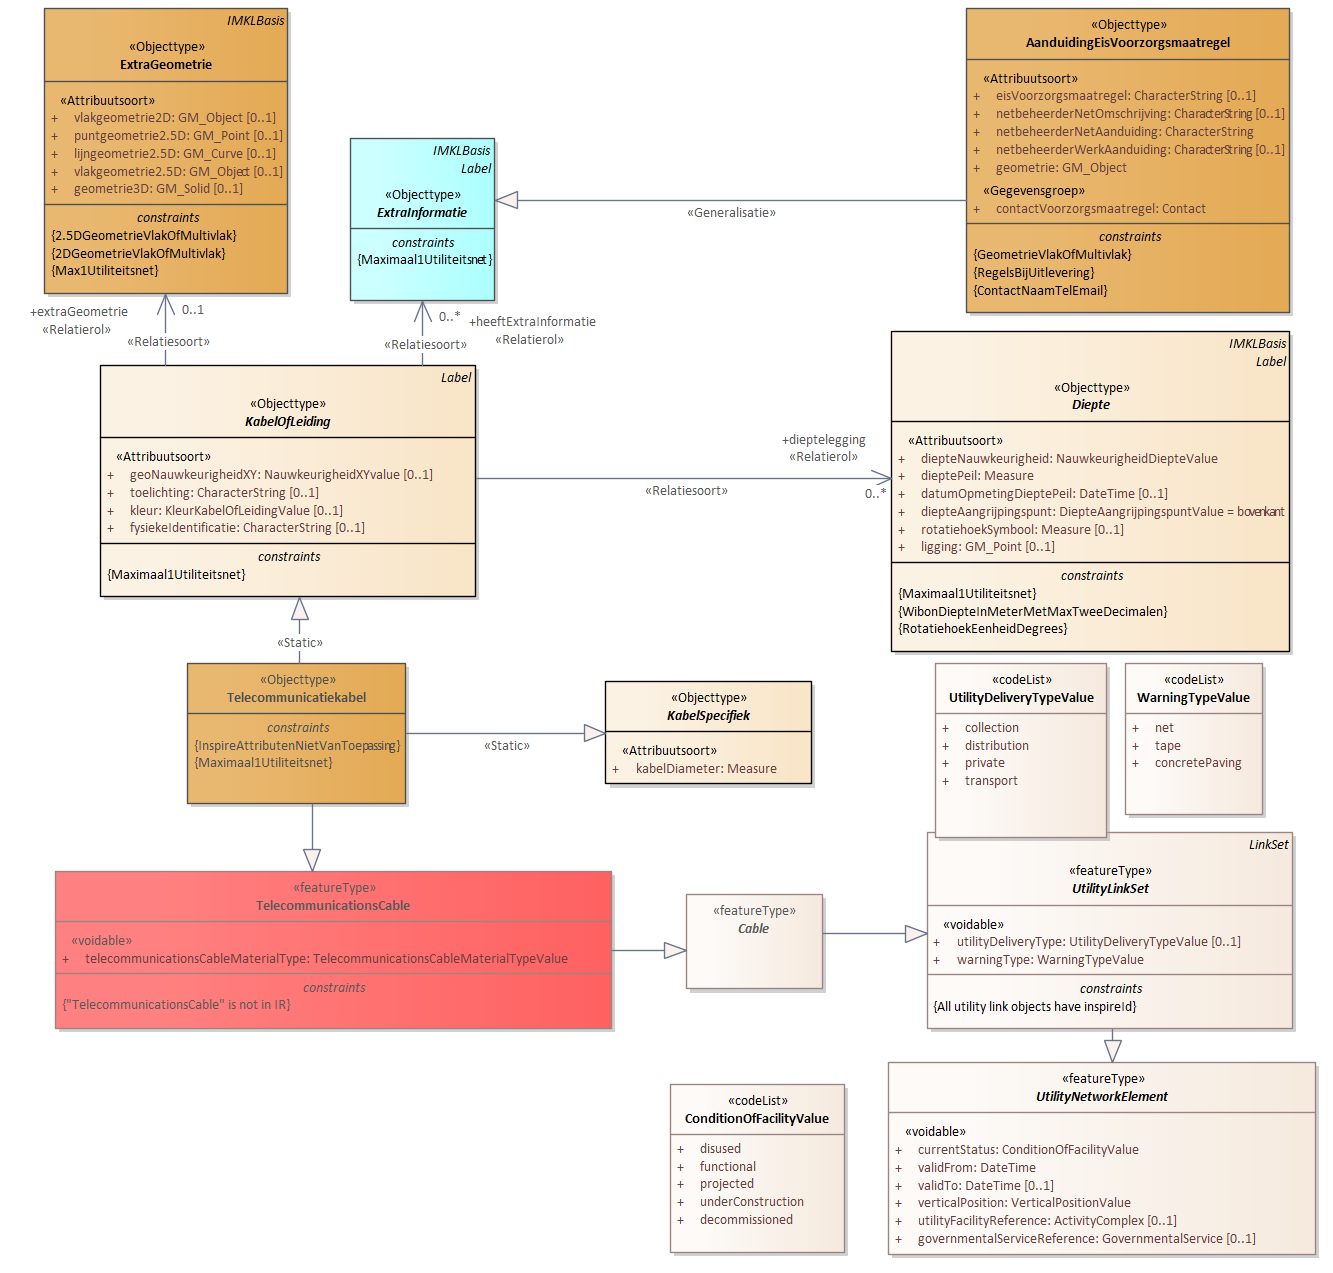 IMKLBasis
«Objecttype»
ExtraGeometrie
«Attribuutsoort»
+ vlakgeometrie2D: GM_Object [0..1]
+ puntgeometrie2.5D: GM_Point [0..1]
+ lijngeometrie2.5D: GM_Curve [0..1]
+ vlakgeometrie2.5D: GM_Object [0..1]
+ geometrie3D: GM_Solid [0..1]
constraints
{2.5DGeometrieVlakOfMultivlak}
{2DGeometrieVlakOfMultivlak}
{Max1Utiliteitsnet}
IMKLBasis
Label
«Objecttype»
ExtraInformatie
constraints
{Maximaal1Utiliteitsnet}
«Generalisatie»
«Objecttype»
AanduidingEisVoorzorgsmaatregel
«Attribuutsoort»
+ eisVoorzorgsmaatregel: CharacterString [0..1]
+ netbeheerderNetOmschrijving: CharacterString [0..1]
+ netbeheerderNetAanduiding: CharacterString
+ netbeheerderWerkAanduiding: CharacterString [0..1]
+ geometrie: GM_Object
«Gegevensgroep»
+ contactVoorzorgsmaatregel: Contact
constraints
{GeometrieVlakOfMultivlak}
{RegelsBijUitlevering}
{ContactNaamTelEmail}
+extraGeometrie
«Relatierol»
0..1
«Relatiesoort»
0..*
+heeftExtraInformatie
«Relatierol»
«Relatiesoort»
Label
«Objecttype»
KabelOfLeiding
«Attribuutsoort»
+ geoNauwkeurigheidXY: NauwkeurigheidXYvalue [0..1]
+ toelichting: CharacterString [0..1]
+ kleur: KleurKabelOfLeidingValue [0..1]
+ fysiekeIdentificatie: CharacterString [0..1]
constraints
{Maximaal1Utiliteitsnet}
+dieptelegging
«Relatierol»
«Relatiesoort»
0..*
IMKLBasis
Label
«Objecttype»
Diepte
«Attribuutsoort»
+ diepteNauwkeurigheid: NauwkeurigheidDiepteValue
+ dieptePeil: Measure
+ datumOpmetingDieptePeil: DateTime [0..1]
+ diepteAangrijpingspunt: DiepteAangrijpingspuntValue = bovenkant
+ rotatiehoekSymbool: Measure [0..1]
+ ligging: GM_Point [0..1]
constraints
{Maximaal1Utiliteitsnet}
{WibonDiepteInMeterMetMaxTweeDecimalen}
{RotatiehoekEenheidDegrees}
«Static»
«Objecttype»
Telecommunicatiekabel
constraints
{InspireAttributenNietVanToepassing}
{Maximaal1Utiliteitsnet}
«Static»
«Objecttype»
KabelSpecifiek
«Attribuutsoort»
+ kabelDiameter: Measure
«codeList»
UtilityDeliveryTypeValue
+ collection
+ distribution
+ private
+ transport
«codeList»
WarningTypeValue
+ net
+ tape
+ concretePaving
«featureType»
TelecommunicationsCable
«voidable»
+ telecommunicationsCableMaterialType: TelecommunicationsCableMaterialTypeValue
constraints
{"TelecommunicationsCable" is not in IR}
«featureType»
Cable
LinkSet
«featureType»
UtilityLinkSet
«voidable»
+ utilityDeliveryType: UtilityDeliveryTypeValue [0..1]
+ warningType: WarningTypeValue
constraints
{All utility link objects have inspireId}
«codeList»
ConditionOfFacilityValue
+ disused
+ functional
+ projected
+ underConstruction
+ decommissioned
«featureType»
UtilityNetworkElement
«voidable»
+ currentStatus: ConditionOfFacilityValue
+ validFrom: DateTime
+ validTo: DateTime [0..1]
+ verticalPosition: VerticalPositionValue
+ utilityFacilityReference: ActivityComplex [0..1]
+ governmentalServiceReference: GovernmentalService [0..1]